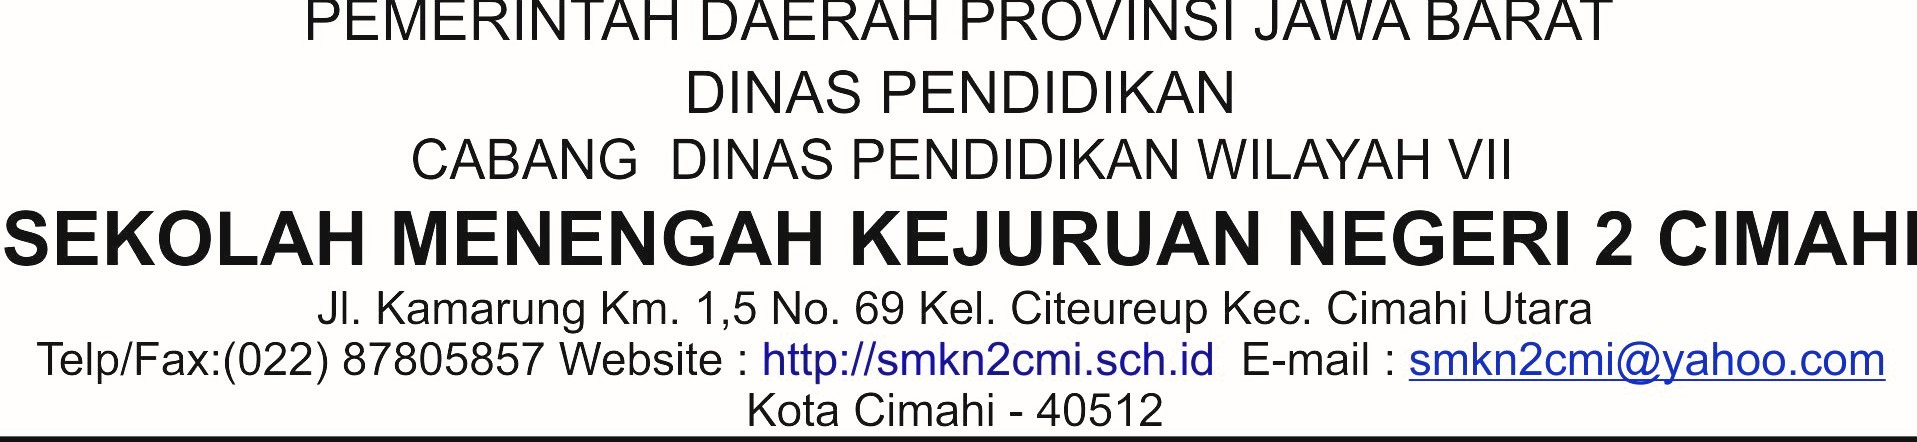 PEMERINTAH DAERAH PROVINSI JAWA BARAT
DINAS PENDIDIKAN
CABANG  DINAS PENDIDIKAN WILAYAH VII
SEKOLAH MENENGAH KEJURUAN NEGERI 2 CIMAHI
Jl. Kamarung Km. 1,5 No. 69 Kel. Citeureup Kec. Cimahi Utara
Telp/Fax:(022) 87805857 Website : http://smkn2cmi.sch.id  E-mail : smkn2cmi@yahoo.com
Kota Cimahi - 40512